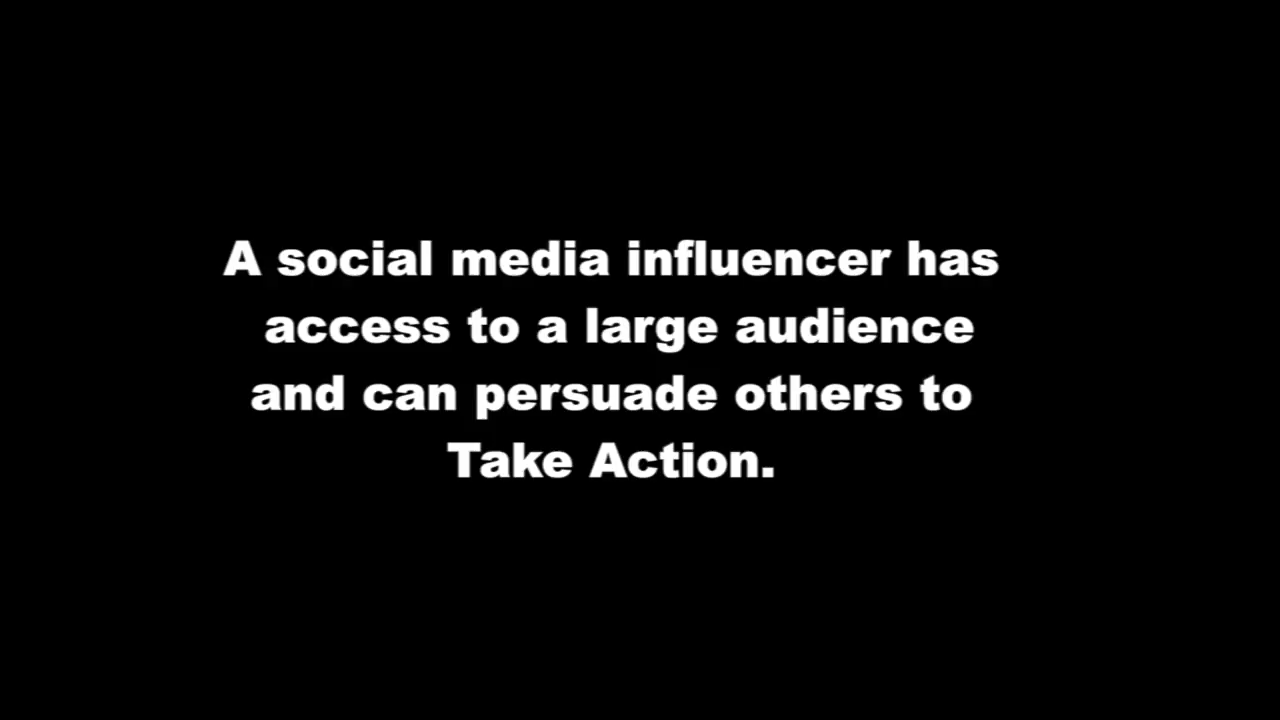 A social media influencer has
access to a large audience
and can persuade others to
Take Action.